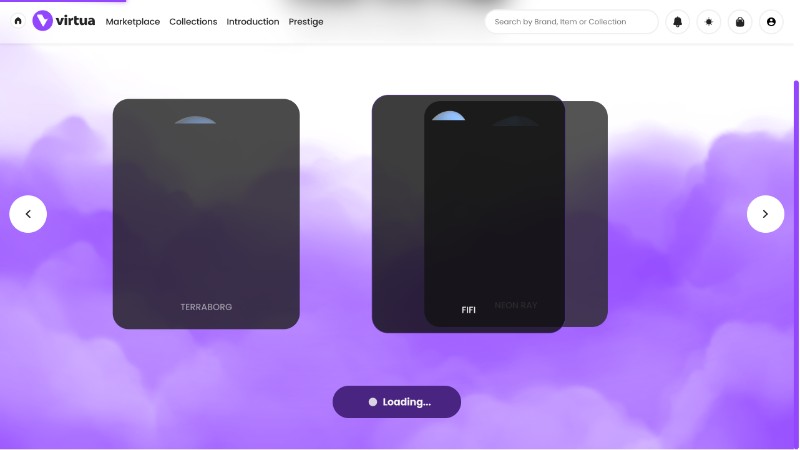 virtua
Marketplace Collections Introduction Prestige
Search by Brand, Item or Collection
TERRABORG
FIFI
NEON RAY
Loading...